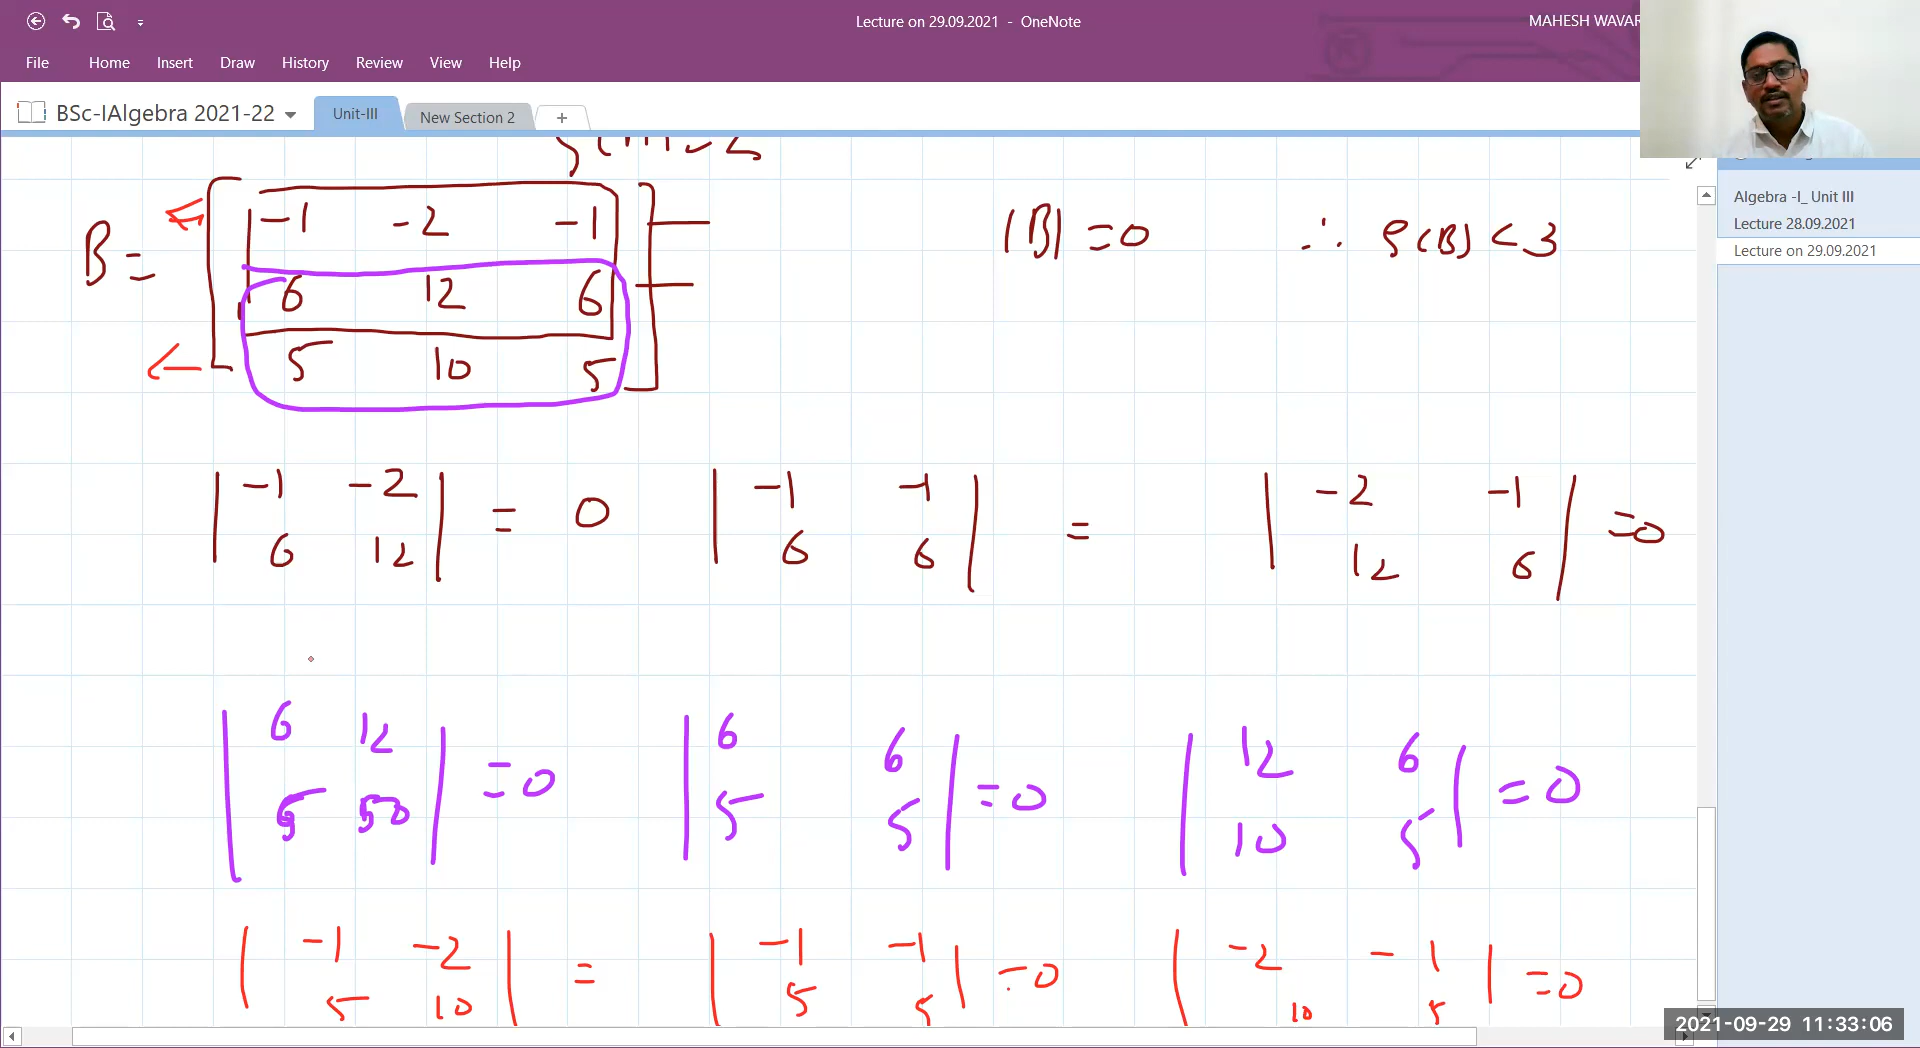 Lecture on 29.09.2021 - OneNote
MAHESH WAVAR
File Home Insert Draw History Review View Help
BSc-IAlgebra 2021-22 Unit-III New Section 2 +
Algebra -I_ Unit III
Lecture 28.09.2021
Lecture on 29.09.2021
B = [ -1 -2 -1
6 12 6
5 10 5 ]
|B| = 0 ∴ ρ(B) < 3
| -1 -2 | = 0 | -1 -1 | = | -2 -1 | = 0
6 12 6 6 12 6
| 6 12 | = 0 | 6 6 | = 0 | 12 6 | = 0
5 50 5 5 10 5
| -1 -2 | = | -1 -1 | = 0 | -2 -1 | = 0
5 10 5 5 10 5
2021-09-29 11:33:06